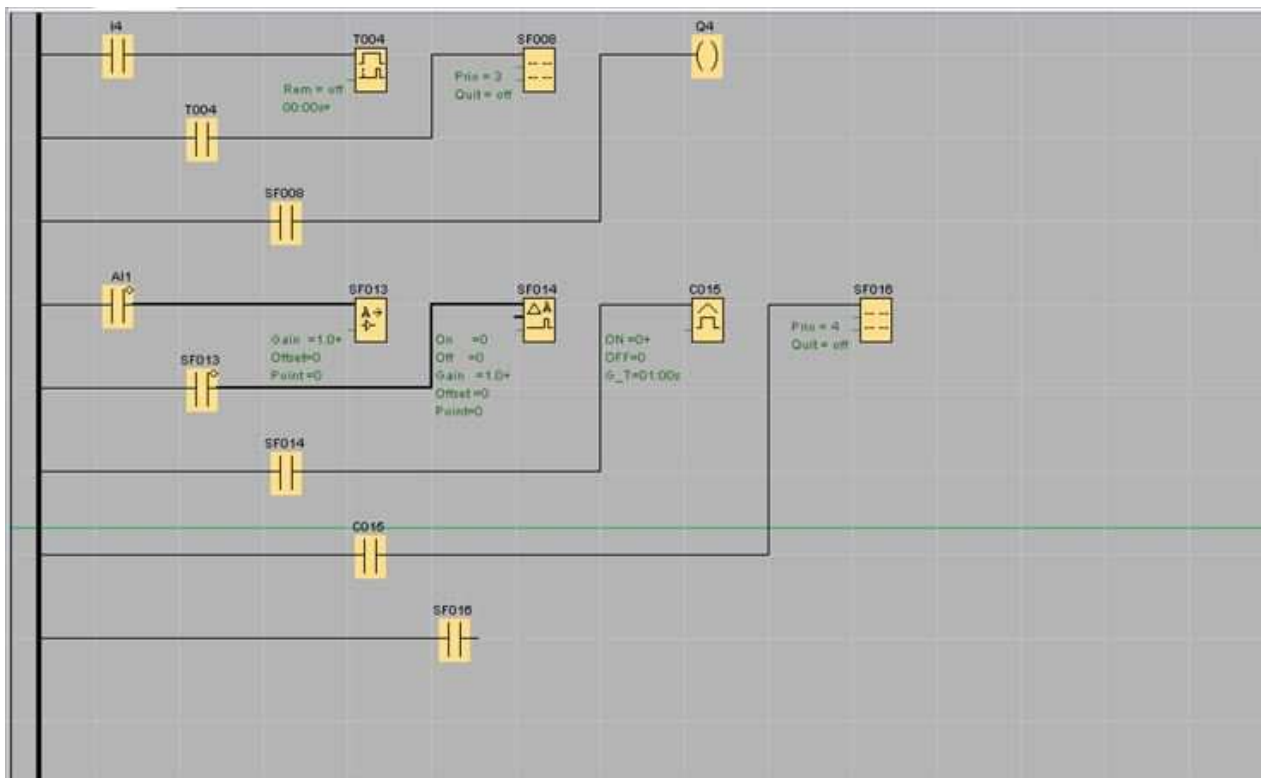 I4
T004
SF008
Q4
Rem = off
00:00s+
Prio = 3
Quit = off
T004
SF008
AI1
SF013
SF014
C015
SF016
Gain =1.0+
Offset=0
Point=0
On =0
Off =0
Gain =1.0+
Offset=0
Point=0
ON =0+
OFF=0
G_T=01:00s
Prio = 4
Quit = off
SF013
SF014
C015
SF016